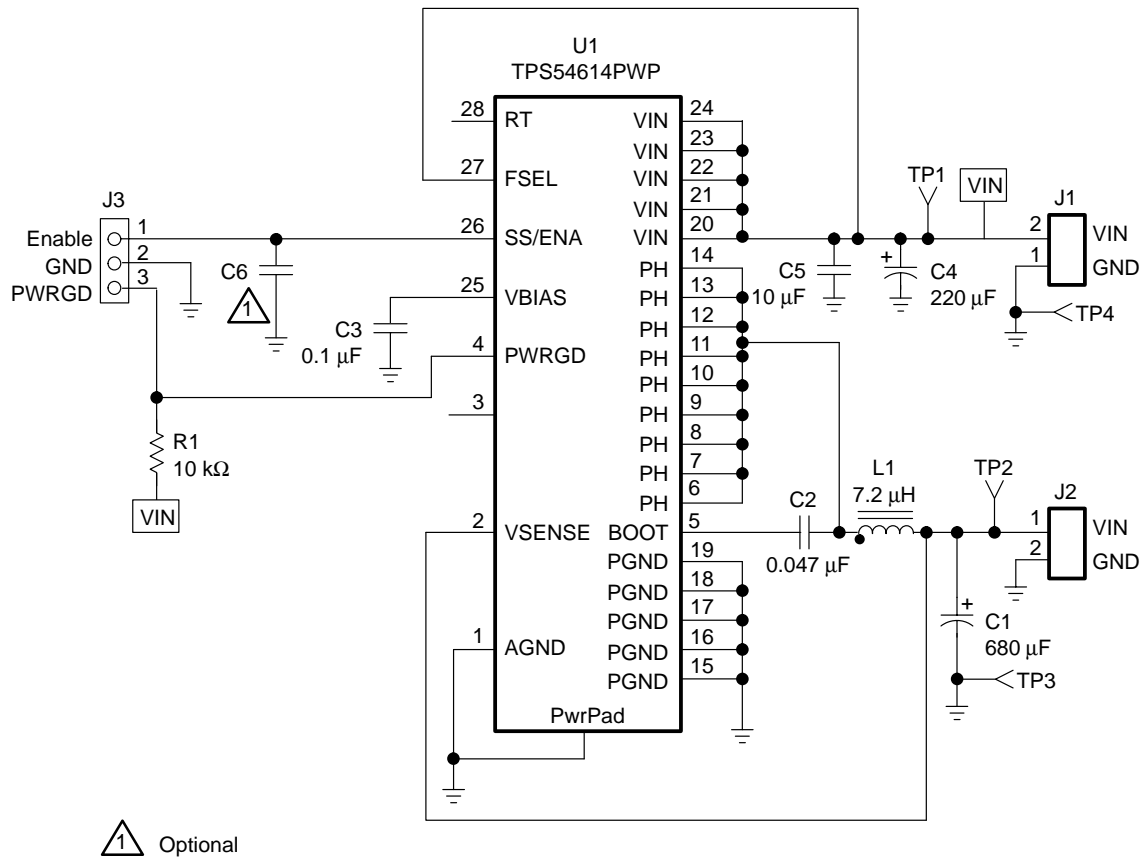 U1
TPS54614PWP
28 RT VIN 24
VIN 23
27 FSEL VIN 22
VIN 21
26 SS/ENA VIN 20
PH 14
25 VBIAS PH 13
PH 12
4 PWRGD PH 11
PH 10
3 PH 9
PH 8
PH 7
PH 6
2 VSENSE BOOT 5
PGND 19
PGND 18
PGND 17
1 AGND PGND 16
PGND 15
PwrPad
J3
Enable 1
GND 2
PWRGD 3
C6
1
C3
0.1 μF
R1
10 kΩ
VIN
TP1
VIN
J1
2 VIN
1 GND
C5
10 μF
+
C4
220 μF
TP4
C2
0.047 μF
L1
7.2 μH
TP2
J2
1 VIN
2 GND
+
C1
680 μF
TP3
1 Optional